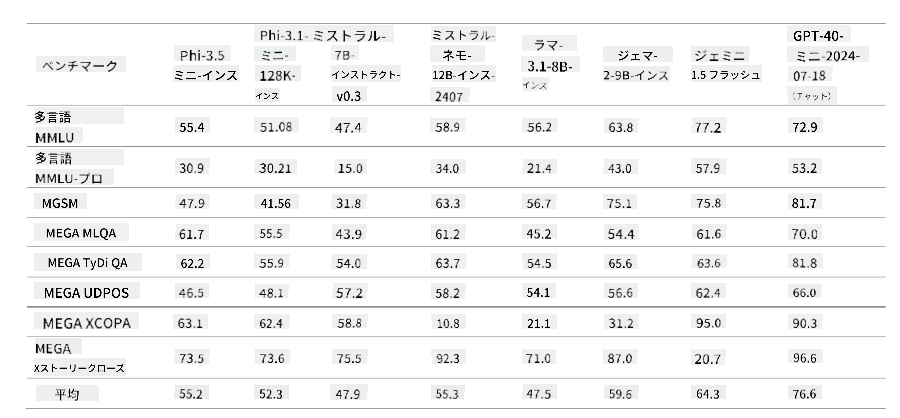 ベンチマーク Phi-3.5 ミニ-インス Phi-3.1-ミニ-128K-インス ミストラル-7B-インストラクト-v0.3 ミストラル-ネモ-12B-インス-2407 ラマ-3.1-8B-インス ジェマ-2-9B-インス ジェミニ 1.5 フラッシュ GPT-40-ミニ-2024-07-18 (チャット)
多言語 MMLU 55.4 51.08 47.4 58.9 56.2 63.8 77.2 72.9
多言語 MMLU-プロ 30.9 30.21 15.0 34.0 21.4 43.0 57.9 53.2
MGSM 47.9 41.56 31.8 63.3 56.7 75.1 75.8 81.7
MEGA MLQA 61.7 55.5 43.9 61.2 45.2 54.4 61.6 70.0
MEGA TyDi QA 62.2 55.9 54.0 63.7 54.5 65.6 63.6 81.8
MEGA UDPOS 46.5 48.1 57.2 58.2 54.1 56.6 62.4 66.0
MEGA XCOPA 63.1 62.4 58.8 10.8 21.1 31.2 95.0 90.3
MEGA Xストーリークローズ 73.5 73.6 75.5 92.3 71.0 87.0 20.7 96.6
平均 55.2 52.3 47.9 55.3 47.5 59.6 64.3 76.6